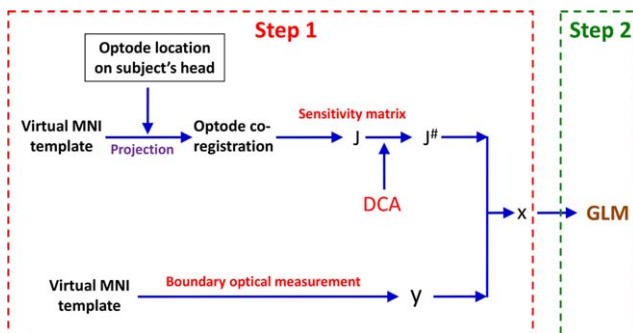 Step 1
Step 2
Optode location
on subject's head
Virtual MNI
template
Projection
Optode co-
registration
Sensitivity matrix
J
J#
DCA
x
GLM
Virtual MNI
template
Boundary optical measurement
y